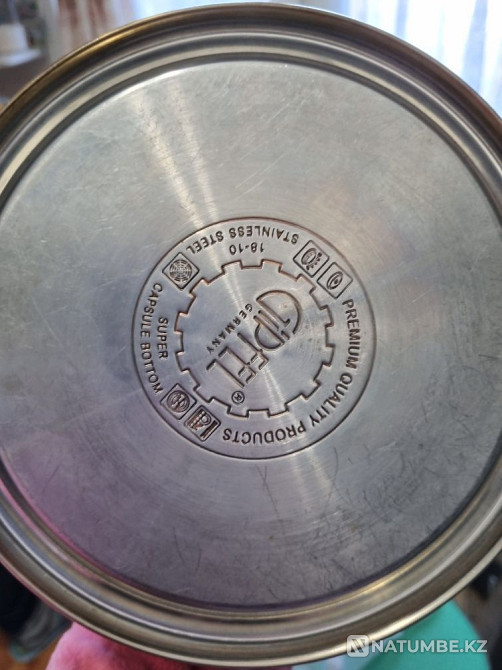 GIPFEL®
GERMANY
PREMIUM QUALITY PRODUCTS
SUPER
CAPSULE BOTTOM
18-10
STAINLESS STEEL
NATUMBE.KZ